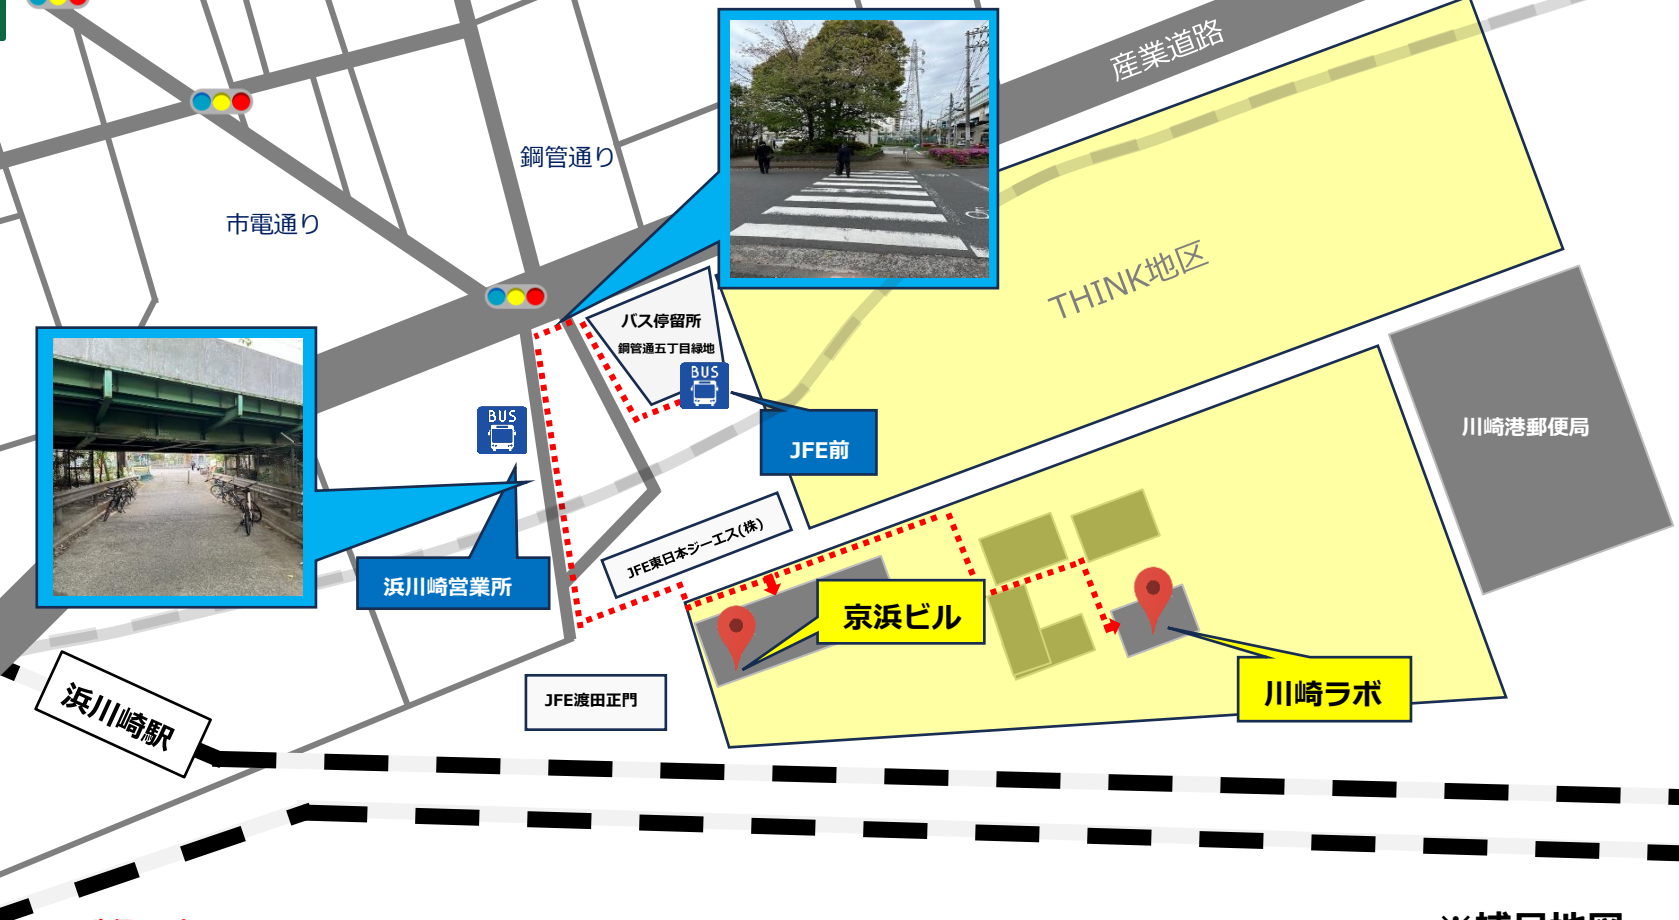 産業道路
鋼管通り
市電通り
THINK地区
バス停留所
鋼管通五丁目緑地
BUS
BUS
JFE前
川崎港郵便局
JFE東日本ジーエス(株)
浜川崎営業所
京浜ビル
川崎ラボ
JFE渡田正門
浜川崎駅